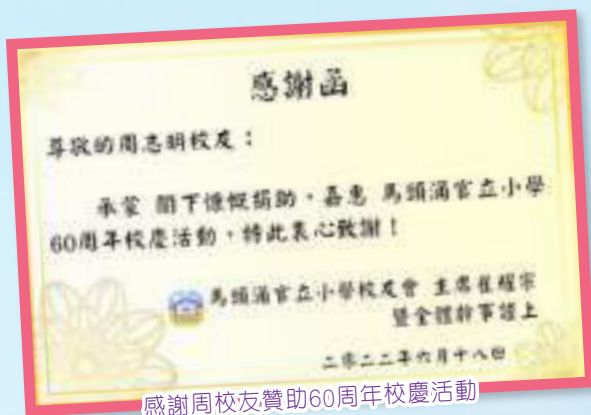 感謝函
尊敬的周志明校友：
承蒙 閣下慷慨捐助，嘉惠 馬頭涌官立小學
60周年校慶活動，特此衷心致謝！
馬頭涌官立小學校友會 主席崔耀宗
暨全體幹事謹上
二零二二年六月十八日
感謝周校友贊助60周年校慶活動